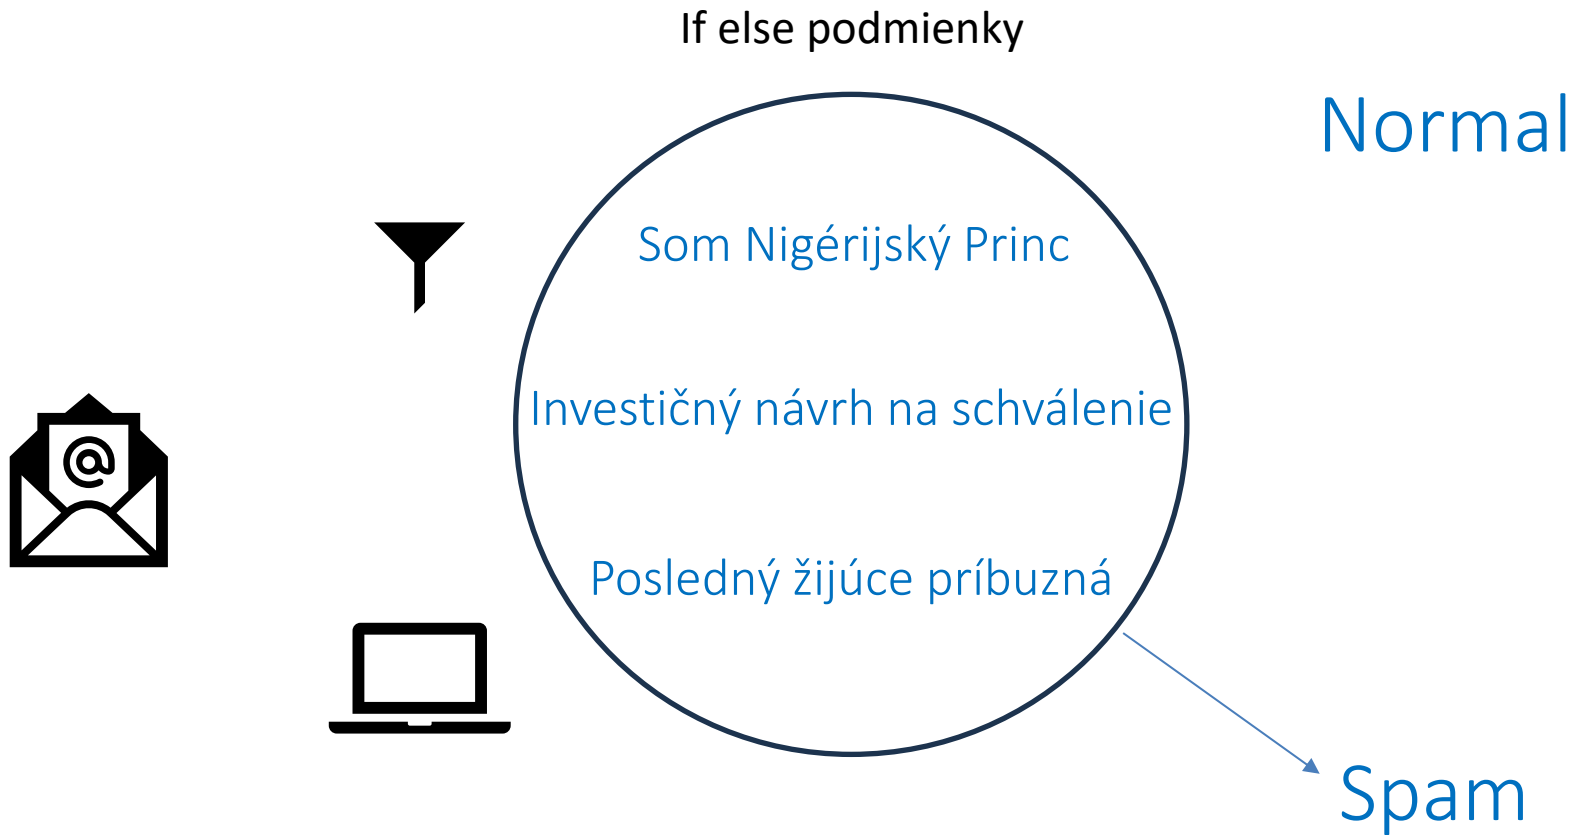 If else podmienky
Normal
Som Nigérijský Princ
Investičný návrh na schválenie
@
Posledný žijúce príbuzná
Spam